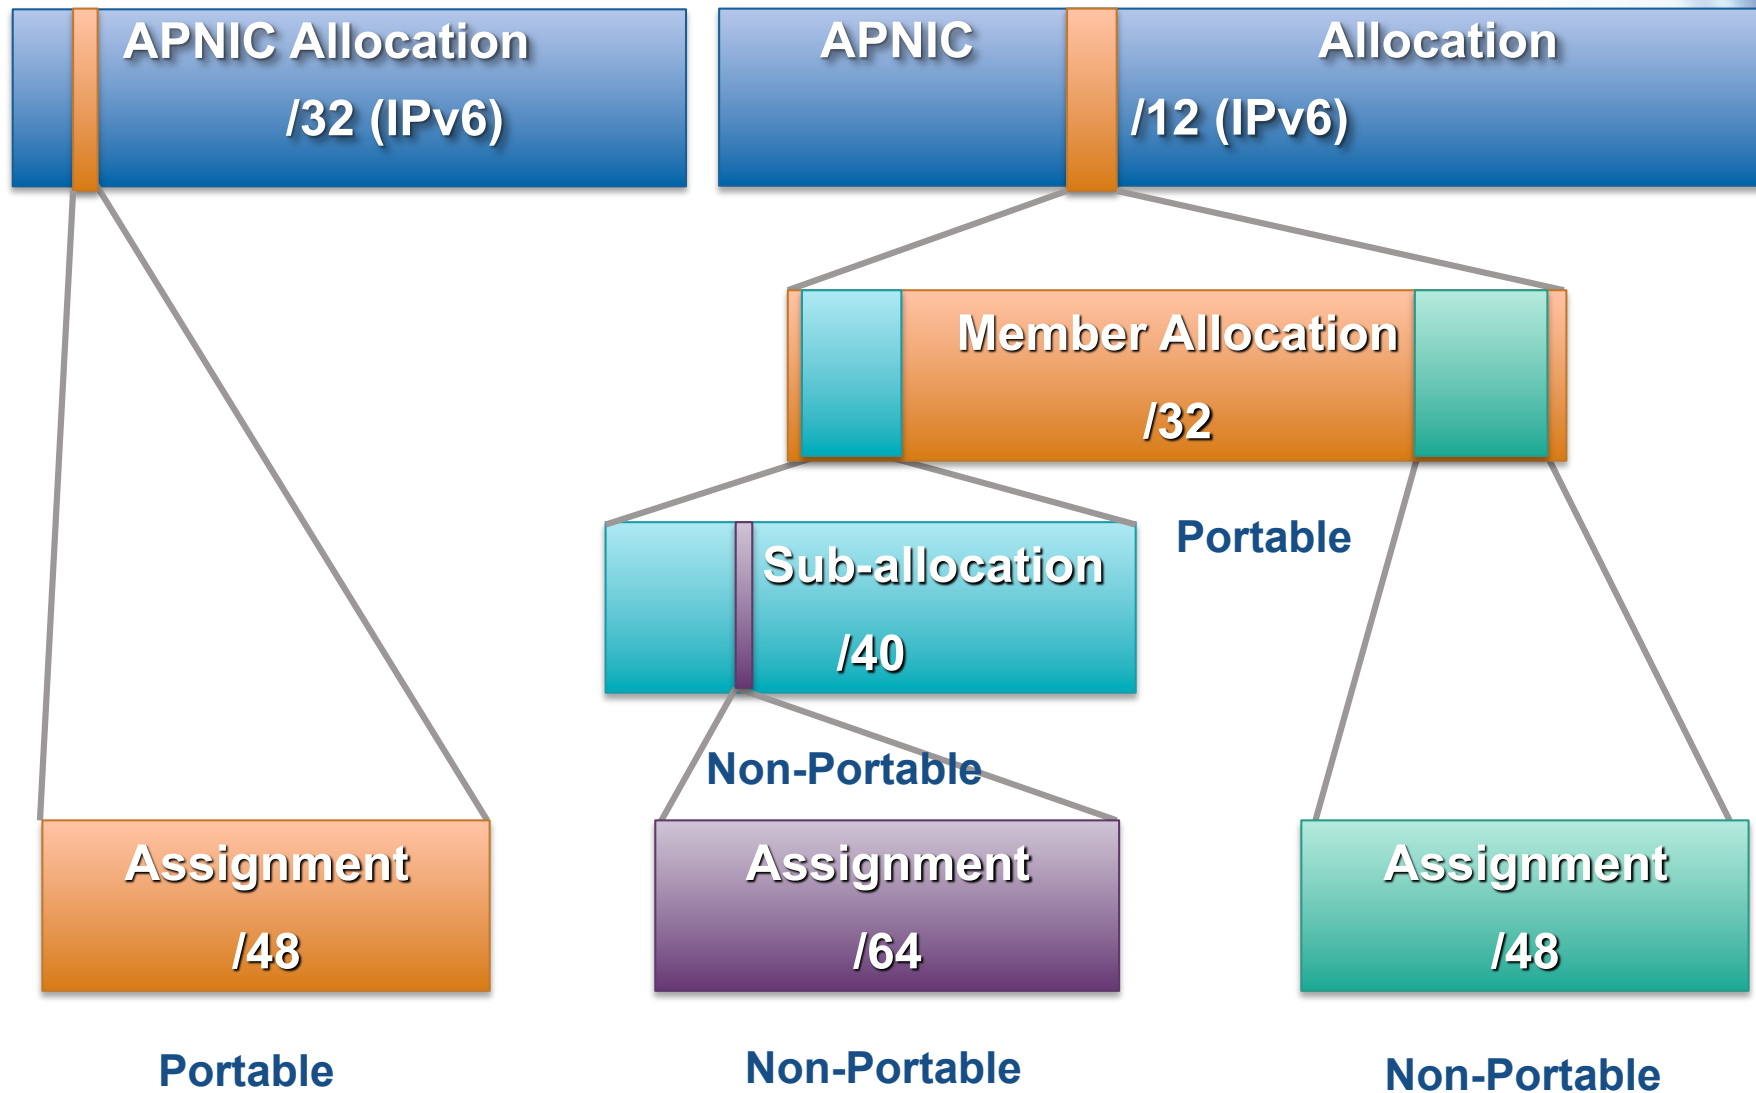 APNIC Allocation
/32 (IPv6)
APNIC Allocation
/12 (IPv6)
Member Allocation
/32
Portable
Sub-allocation
/40
Non-Portable
Assignment
/48
Portable
Assignment
/64
Non-Portable
Assignment
/48
Non-Portable